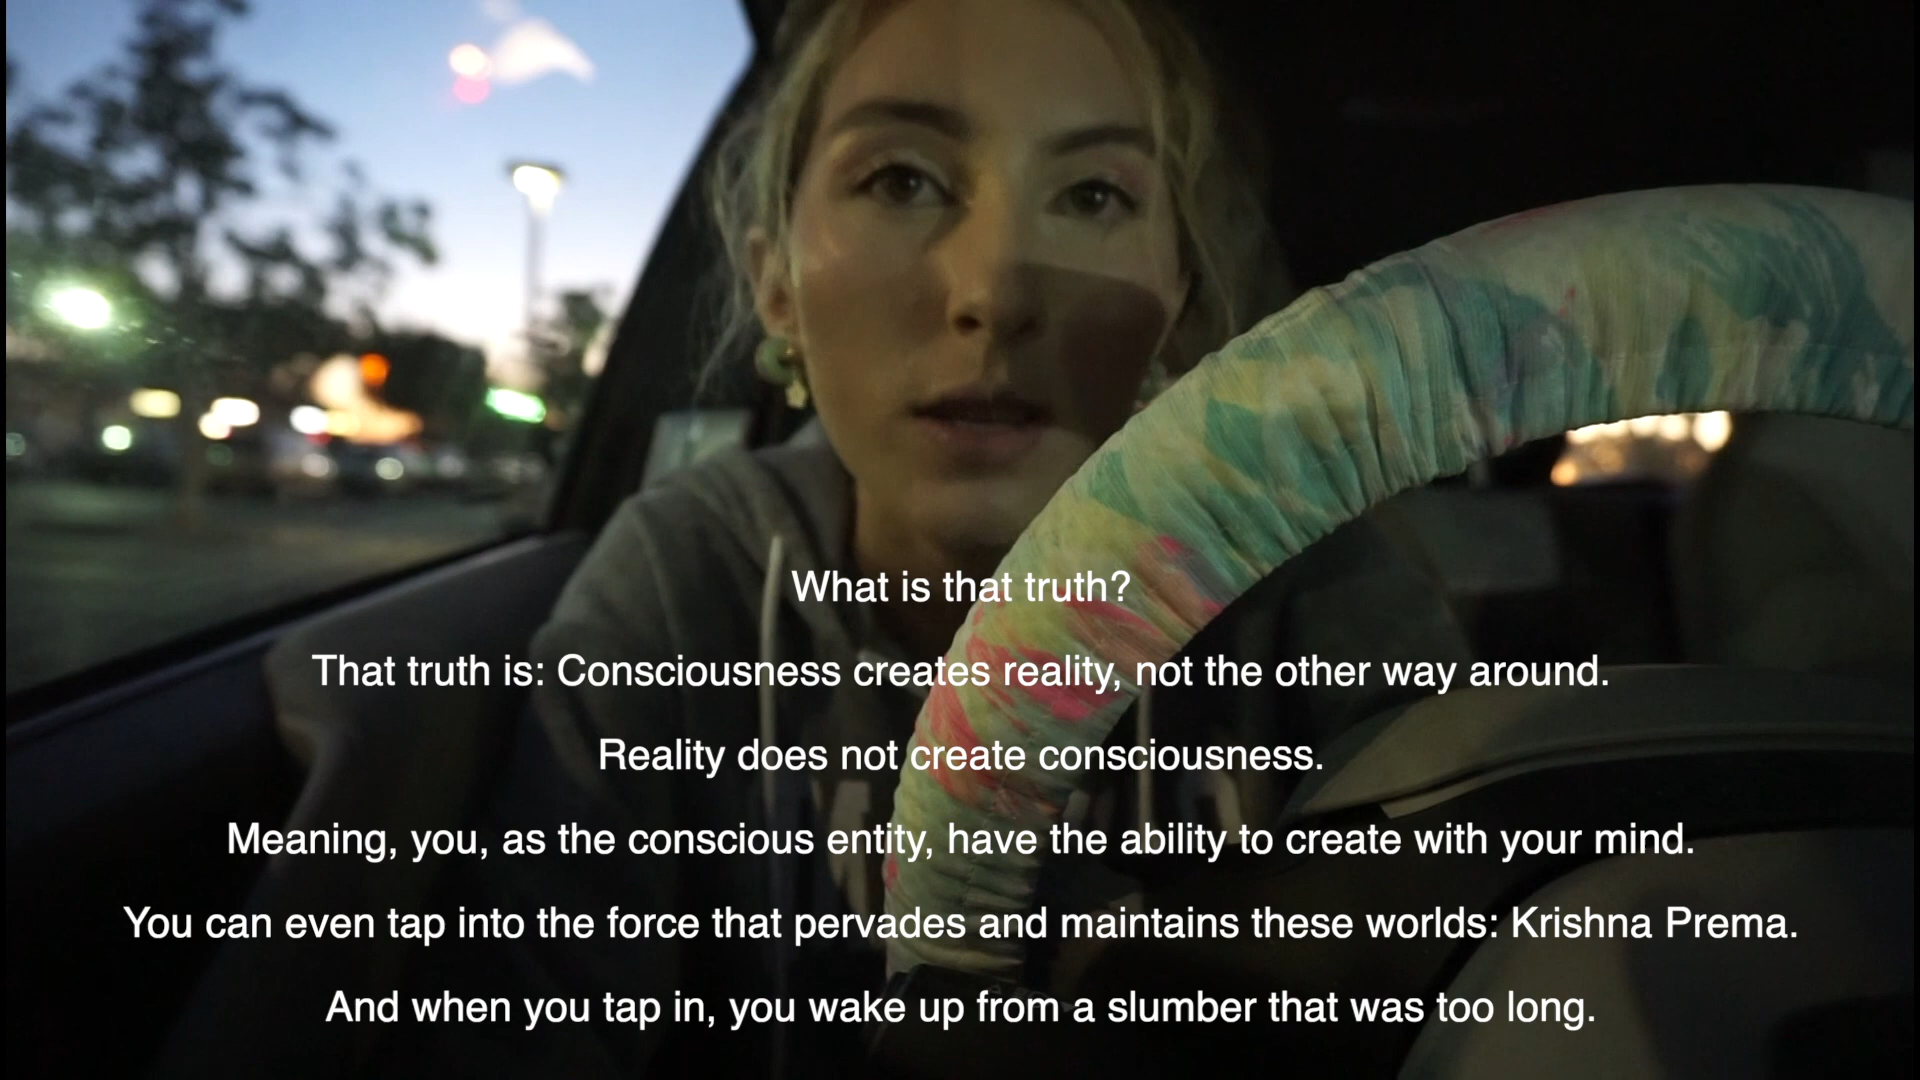 What is that truth?
That truth is: Consciousness creates reality, not the other way around.
Reality does not create consciousness.
Meaning, you, as the conscious entity, have the ability to create with your mind.
You can even tap into the force that pervades and maintains these worlds: Krishna Prema.
And when you tap in, you wake up from a slumber that was too long.